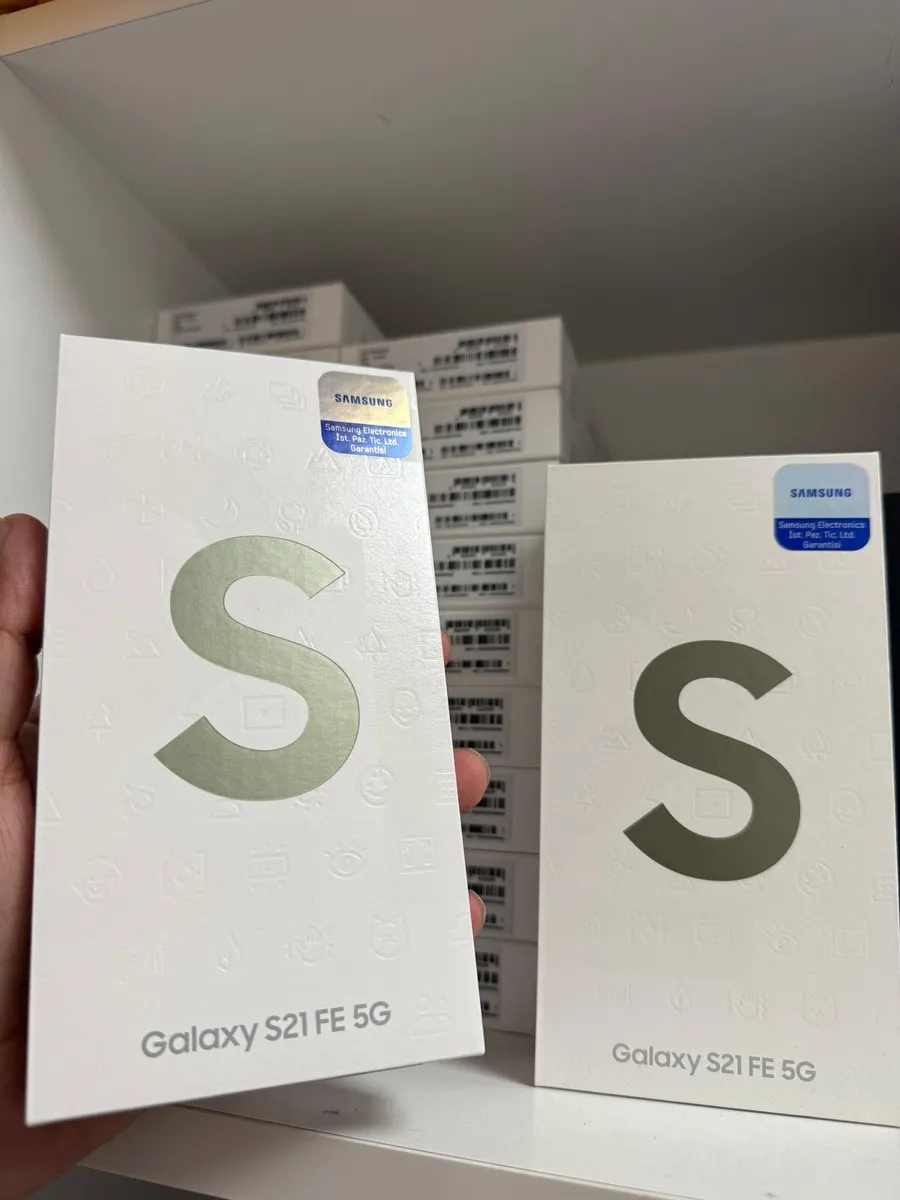 SAMSUNG
Samsung Electronics
İst. Paz. Tic. Ltd.
Garantisi
S
Galaxy S21 FE 5G
SAMSUNG
Samsung Electronics
İst. Paz. Tic. Ltd.
Garantisi
S
Galaxy S21 FE 5G